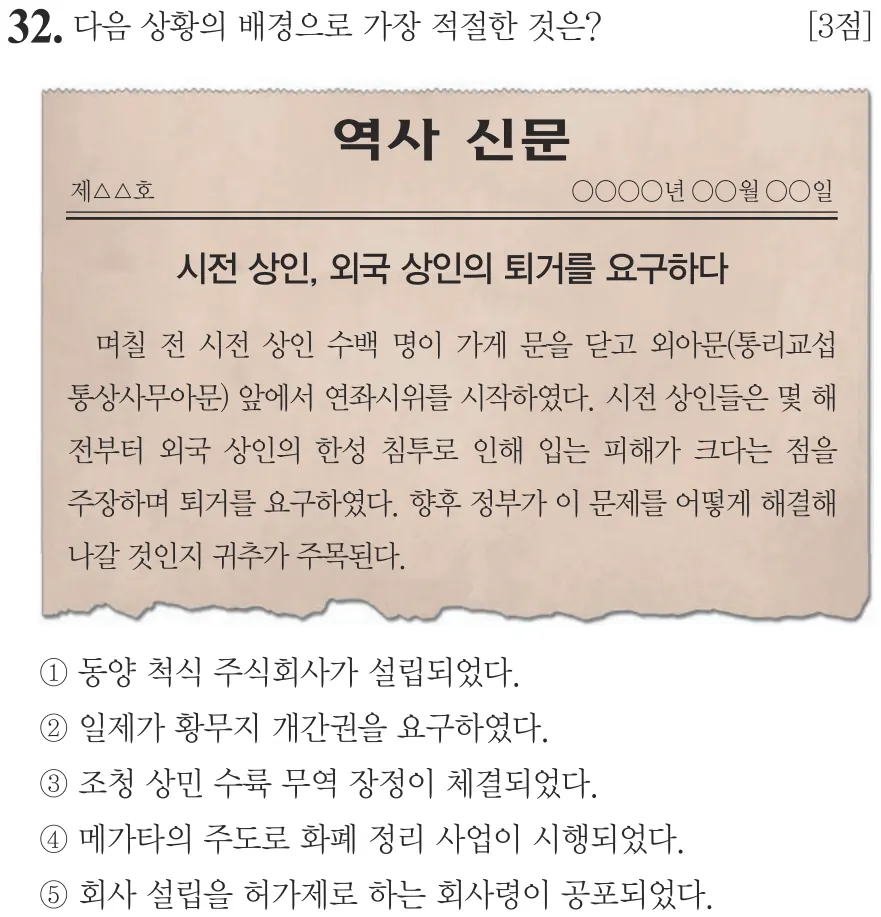 32. 다음 상황의 배경으로 가장 적절한 것은? [3점]
역사 신문
제△△호 ○○○○년 ○○월 ○○일
시전 상인, 외국 상인의 퇴거를 요구하다
며칠 전 시전 상인 수백 명이 가게 문을 닫고 외아문(통리교섭
통상사무아문) 앞에서 연좌시위를 시작하였다. 시전 상인들은 몇 해
전부터 외국 상인의 한성 침투로 인해 입는 피해가 크다는 점을
주장하며 퇴거를 요구하였다. 향후 정부가 이 문제를 어떻게 해결해
나갈 것인지 귀추가 주목된다.
① 동양 척식 주식회사가 설립되었다.
② 일제가 황무지 개간권을 요구하였다.
③ 조청 상민 수륙 무역 장정이 체결되었다.
④ 메가타의 주도로 화폐 정리 사업이 시행되었다.
⑤ 회사 설립을 허가제로 하는 회사령이 공포되었다.